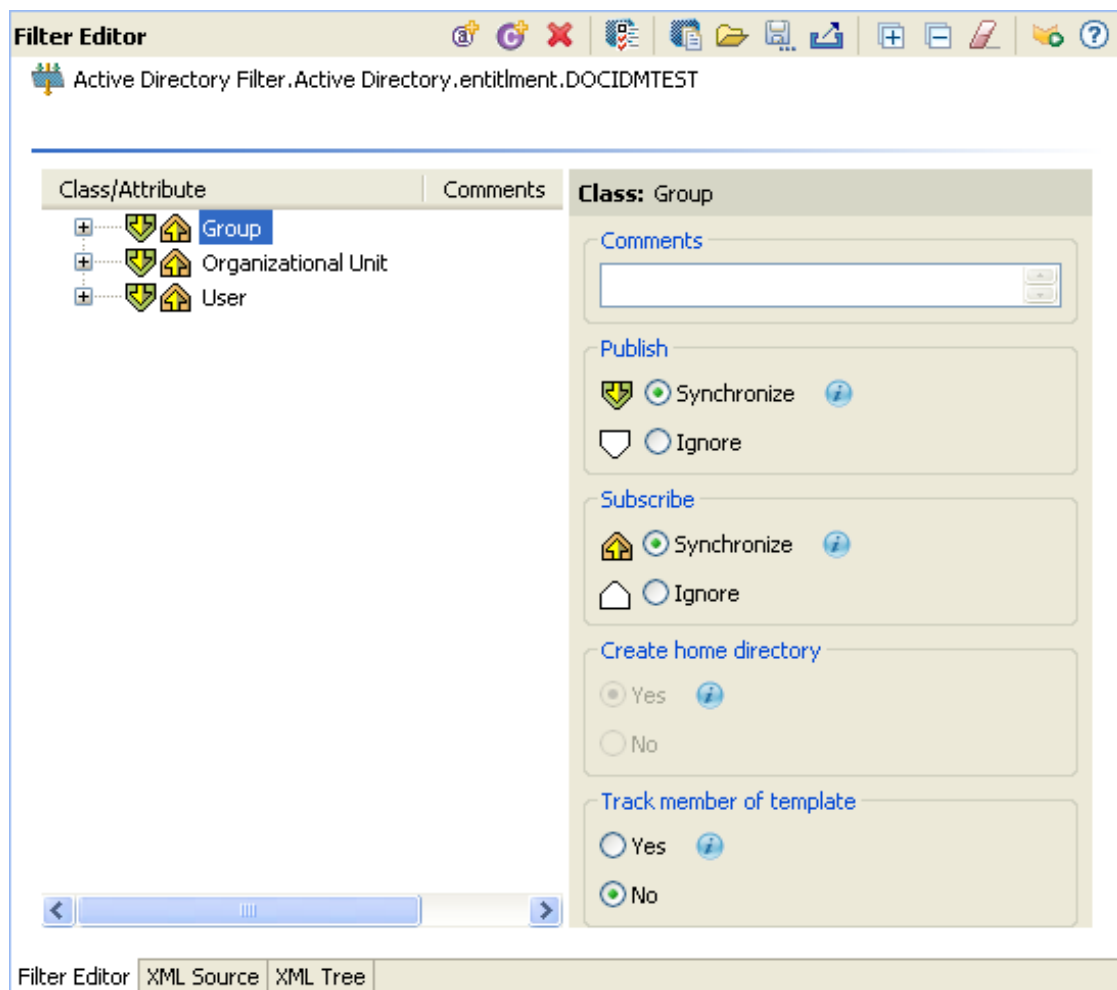 Filter Editor
Active Directory Filter.Active Directory.entitlment.DOCIDMTEST
Class/Attribute Comments
Group
Organizational Unit
User
Class: Group
Comments
Publish
Synchronize
Ignore
Subscribe
Synchronize
Ignore
Create home directory
Yes
No
Track member of template
Yes
No
Filter Editor XML Source XML Tree